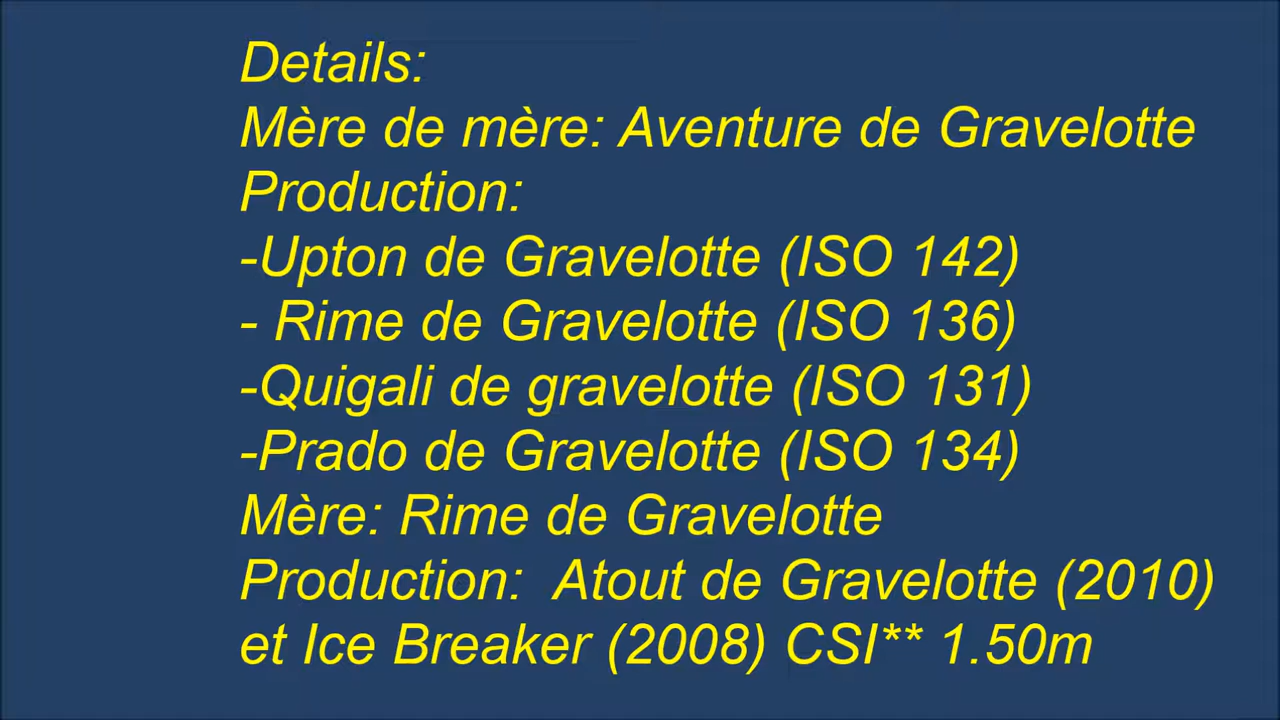 Details:
Mère de mère: Aventure de Gravelotte
Production:
-Upton de Gravelotte (ISO 142)
- Rime de Gravelotte (ISO 136)
-Quigali de gravelotte (ISO 131)
-Prado de Gravelotte (ISO 134)
Mère: Rime de Gravelotte
Production:  Atout de Gravelotte (2010)
et Ice Breaker (2008) CSI** 1.50m